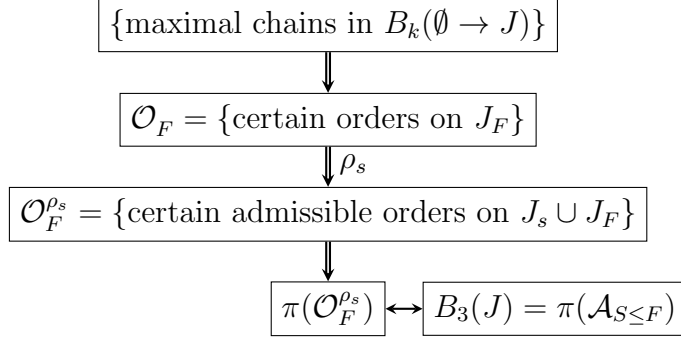 {maximal chains in B_k(∅ → J)}
𝒪_F = {certain orders on J_F}
ρ_s
𝒪_F^{ρ_s} = {certain admissible orders on J_s ∪ J_F}
π(𝒪_F^{ρ_s}) ↔ B_3(J) = π(𝒜_{S≤F})